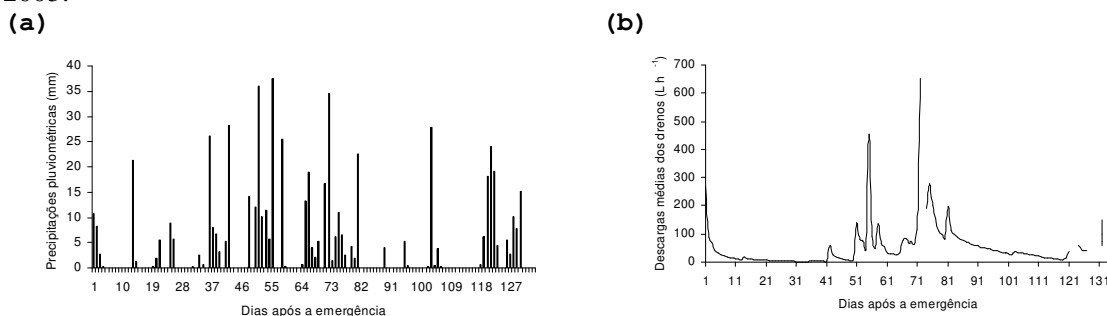 2005.
(a)
(b)
Precipitações pluviométricas (mm)
40
35
30
25
20
15
10
5
0
1 10 19 28 37 46 55 64 73 82 91 100 109 118 127
Dias após a emergência
Descargas médias dos drenos (L h -1)
700
600
500
400
300
200
100
0
1 11 21 31 41 51 61 71 81 91 101 111 121 131
Dias após a emergência